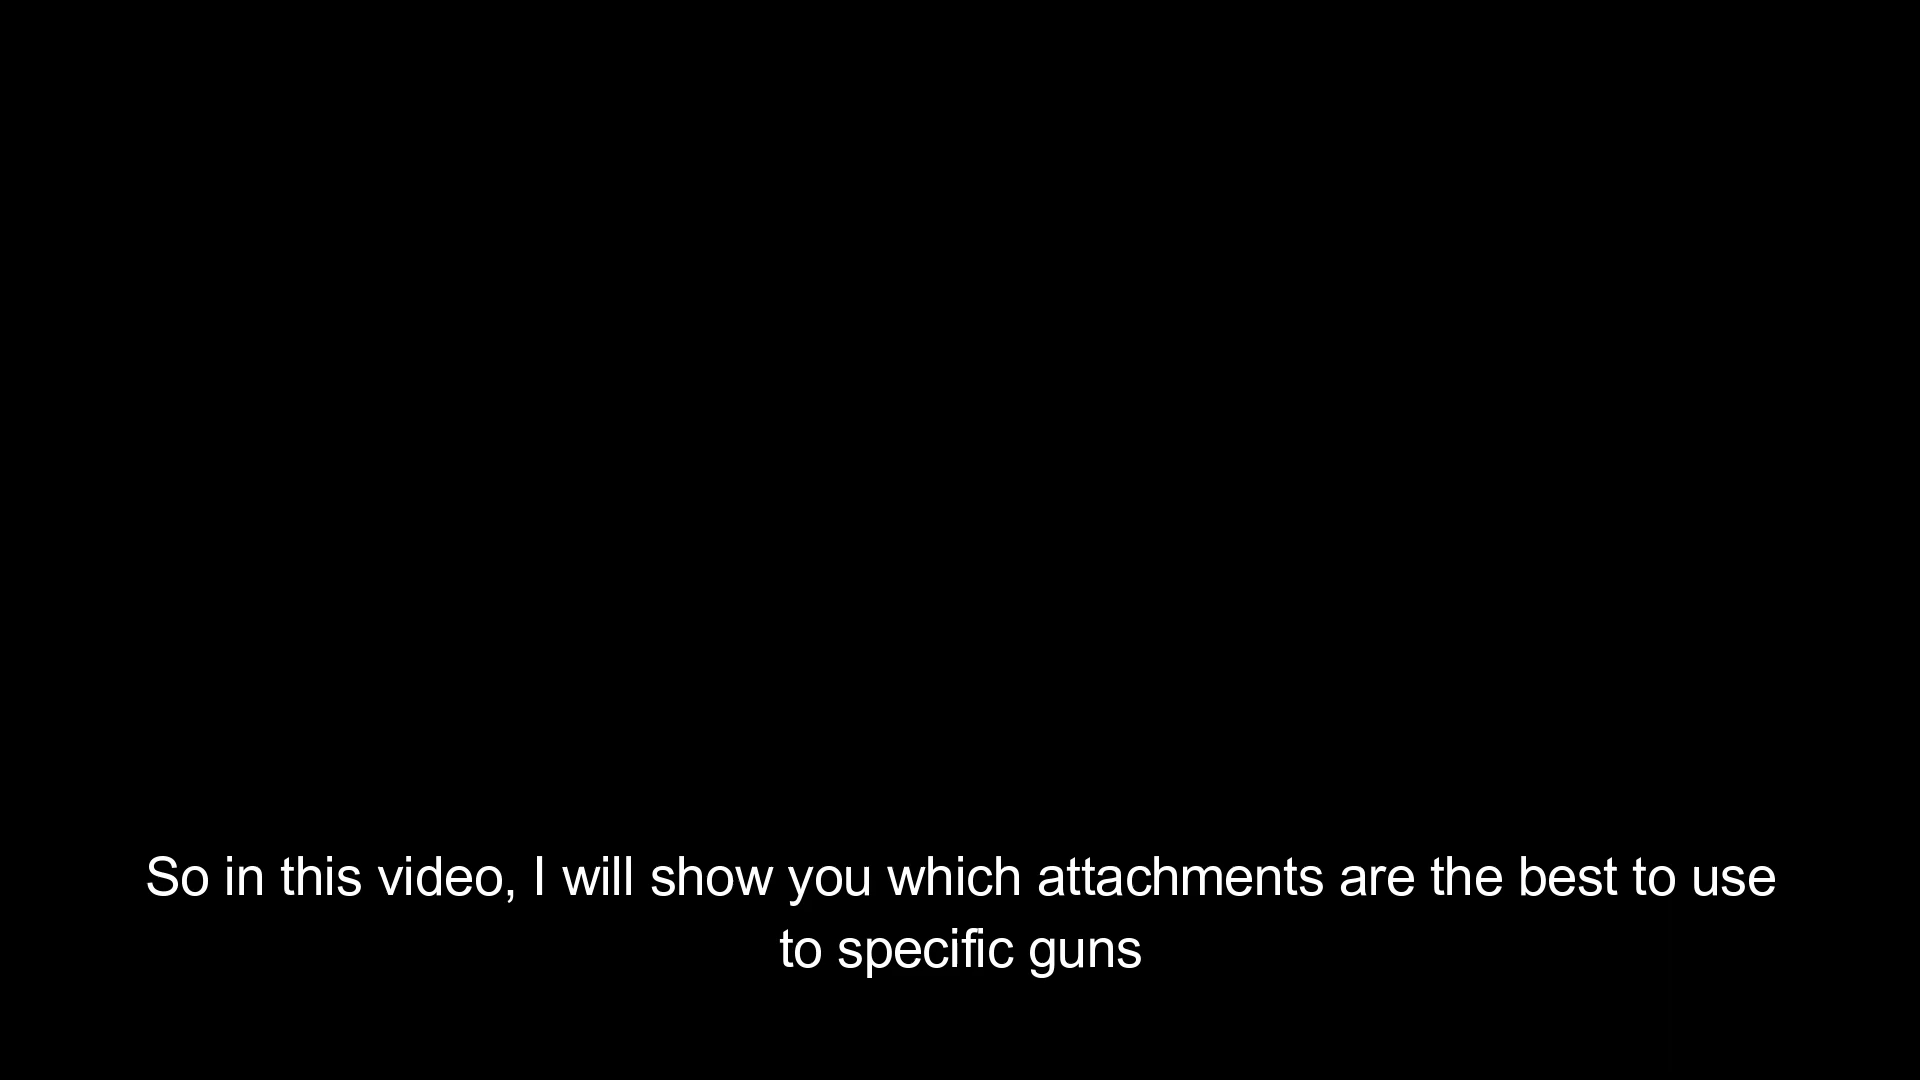 So in this video, I will show you which attachments are the best to use
to specific guns